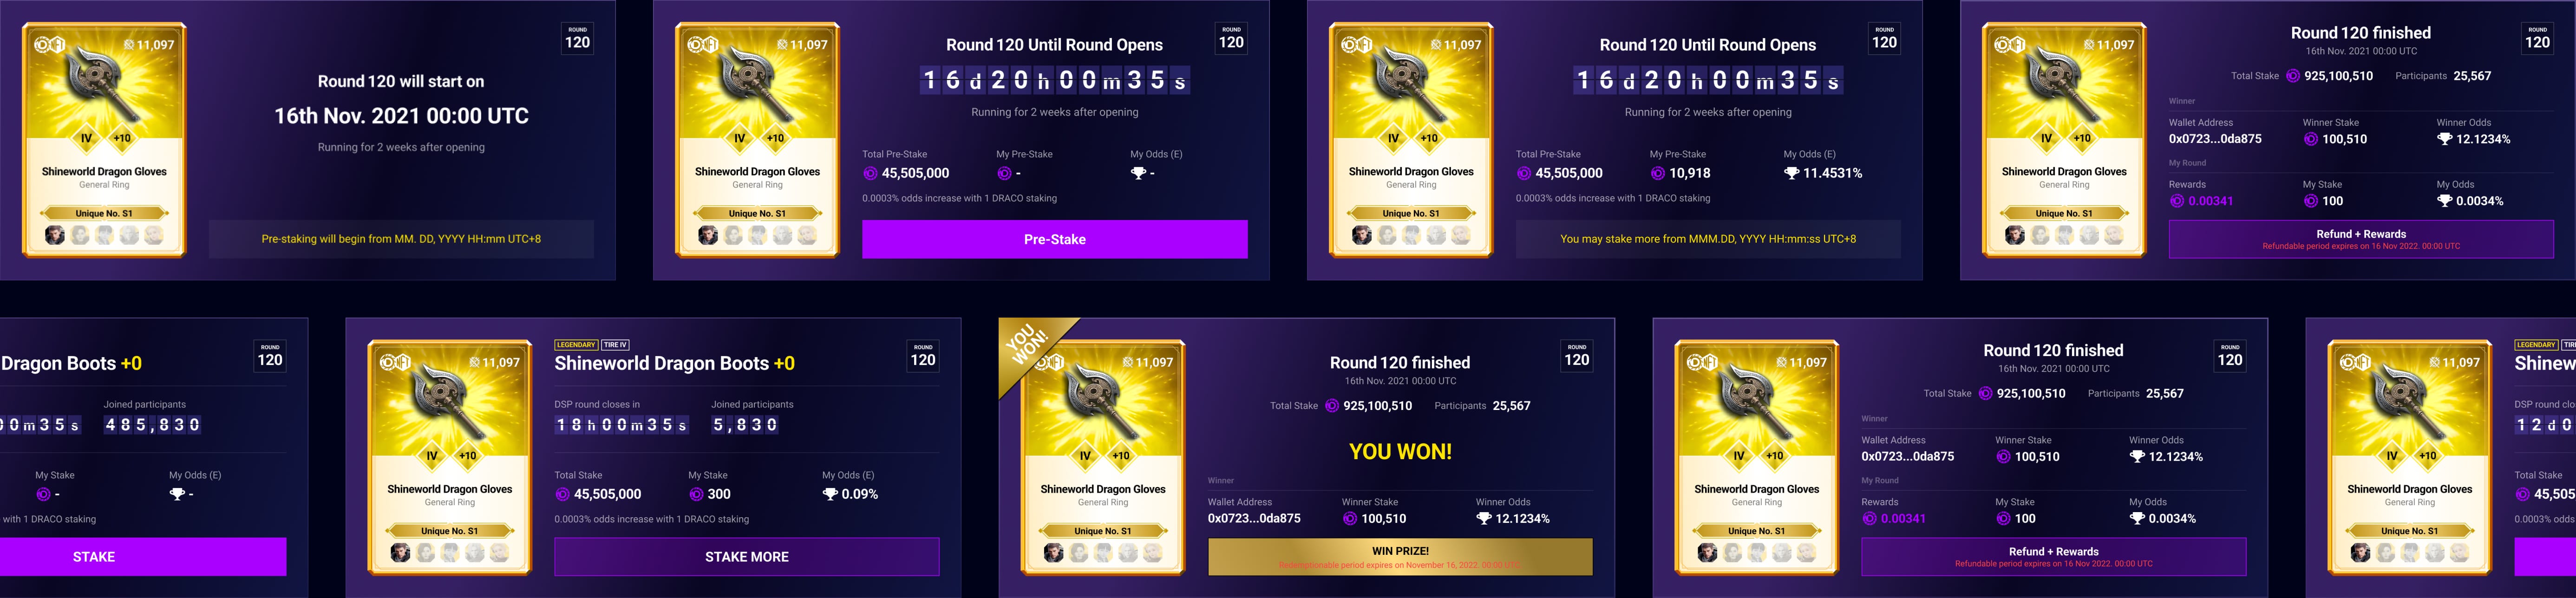 11,097
IV
+10
Shineworld Dragon Gloves
General Ring
Unique No. S1
ROUND
120
Round 120 will start on
16th Nov. 2021 00:00 UTC
Running for 2 weeks after opening
Pre-staking will begin from MM. DD, YYYY HH:mm UTC+8
11,097
IV
+10
Shineworld Dragon Gloves
General Ring
Unique No. S1
ROUND
120
Round 120 Until Round Opens
16d20h00m35s
Running for 2 weeks after opening
Total Pre-Stake My Pre-Stake My Odds (E)
45,505,000 - -
0.0003% odds increase with 1 DRACO staking
Pre-Stake
11,097
IV
+10
Shineworld Dragon Gloves
General Ring
Unique No. S1
ROUND
120
Round 120 Until Round Opens
16d20h00m35s
Running for 2 weeks after opening
Total Pre-Stake My Pre-Stake My Odds (E)
45,505,000 10,918 11.4531%
0.0003% odds increase with 1 DRACO staking
You may stake more from MMM.DD, YYYY HH:mm:ss UTC+8
11,097
IV
+10
Shineworld Dragon Gloves
General Ring
Unique No. S1
ROUND
120
Round 120 finished
16th Nov. 2021 00:00 UTC
Total Stake 925,100,510 Participants 25,567
Winner
Wallet Address Winner Stake Winner Odds
0x0723...0da875 100,510 12.1234%
My Round
Rewards My Stake My Odds
0.00341 100 0.0034%
Refund + Rewards
Refundable period expires on 16 Nov 2022. 00:00 UTC
Dragon Boots +0
ROUND
120
Joined participants
0m35s 485,830
My Stake My Odds (E)
- -
with 1 DRACO staking
STAKE
11,097
IV
+10
Shineworld Dragon Gloves
General Ring
Unique No. S1
LEGENDARY TIRE IV
Shineworld Dragon Boots +0
ROUND
120
DSP round closes in Joined participants
18h00m35s 5,830
Total Stake My Stake My Odds (E)
45,505,000 300 0.09%
0.0003% odds increase with 1 DRACO staking
STAKE MORE
YOU
WON!
11,097
IV
+10
Shineworld Dragon Gloves
General Ring
Unique No. S1
ROUND
120
Round 120 finished
16th Nov. 2021 00:00 UTC
Total Stake 925,100,510 Participants 25,567
YOU WON!
Winner
Wallet Address Winner Stake Winner Odds
0x0723...0da875 100,510 12.1234%
WIN PRIZE!
Redemptionable period expires on November 16, 2022. 00:00 UTC
11,097
IV
+10
Shineworld Dragon Gloves
General Ring
Unique No. S1
ROUND
120
Round 120 finished
16th Nov. 2021 00:00 UTC
Total Stake 925,100,510 Participants 25,567
Winner
Wallet Address Winner Stake Winner Odds
0x0723...0da875 100,510 12.1234%
My Round
Rewards My Stake My Odds
0.00341 100 0.0034%
Refund + Rewards
Refundable period expires on 16 Nov 2022. 00:00 UTC
11,097
IV
+10
Shineworld Dragon Gloves
General Ring
Unique No. S1
LEGENDARY
Shinew
DSP round clo
12d0
Total Stake
45,505
0.0003% odds